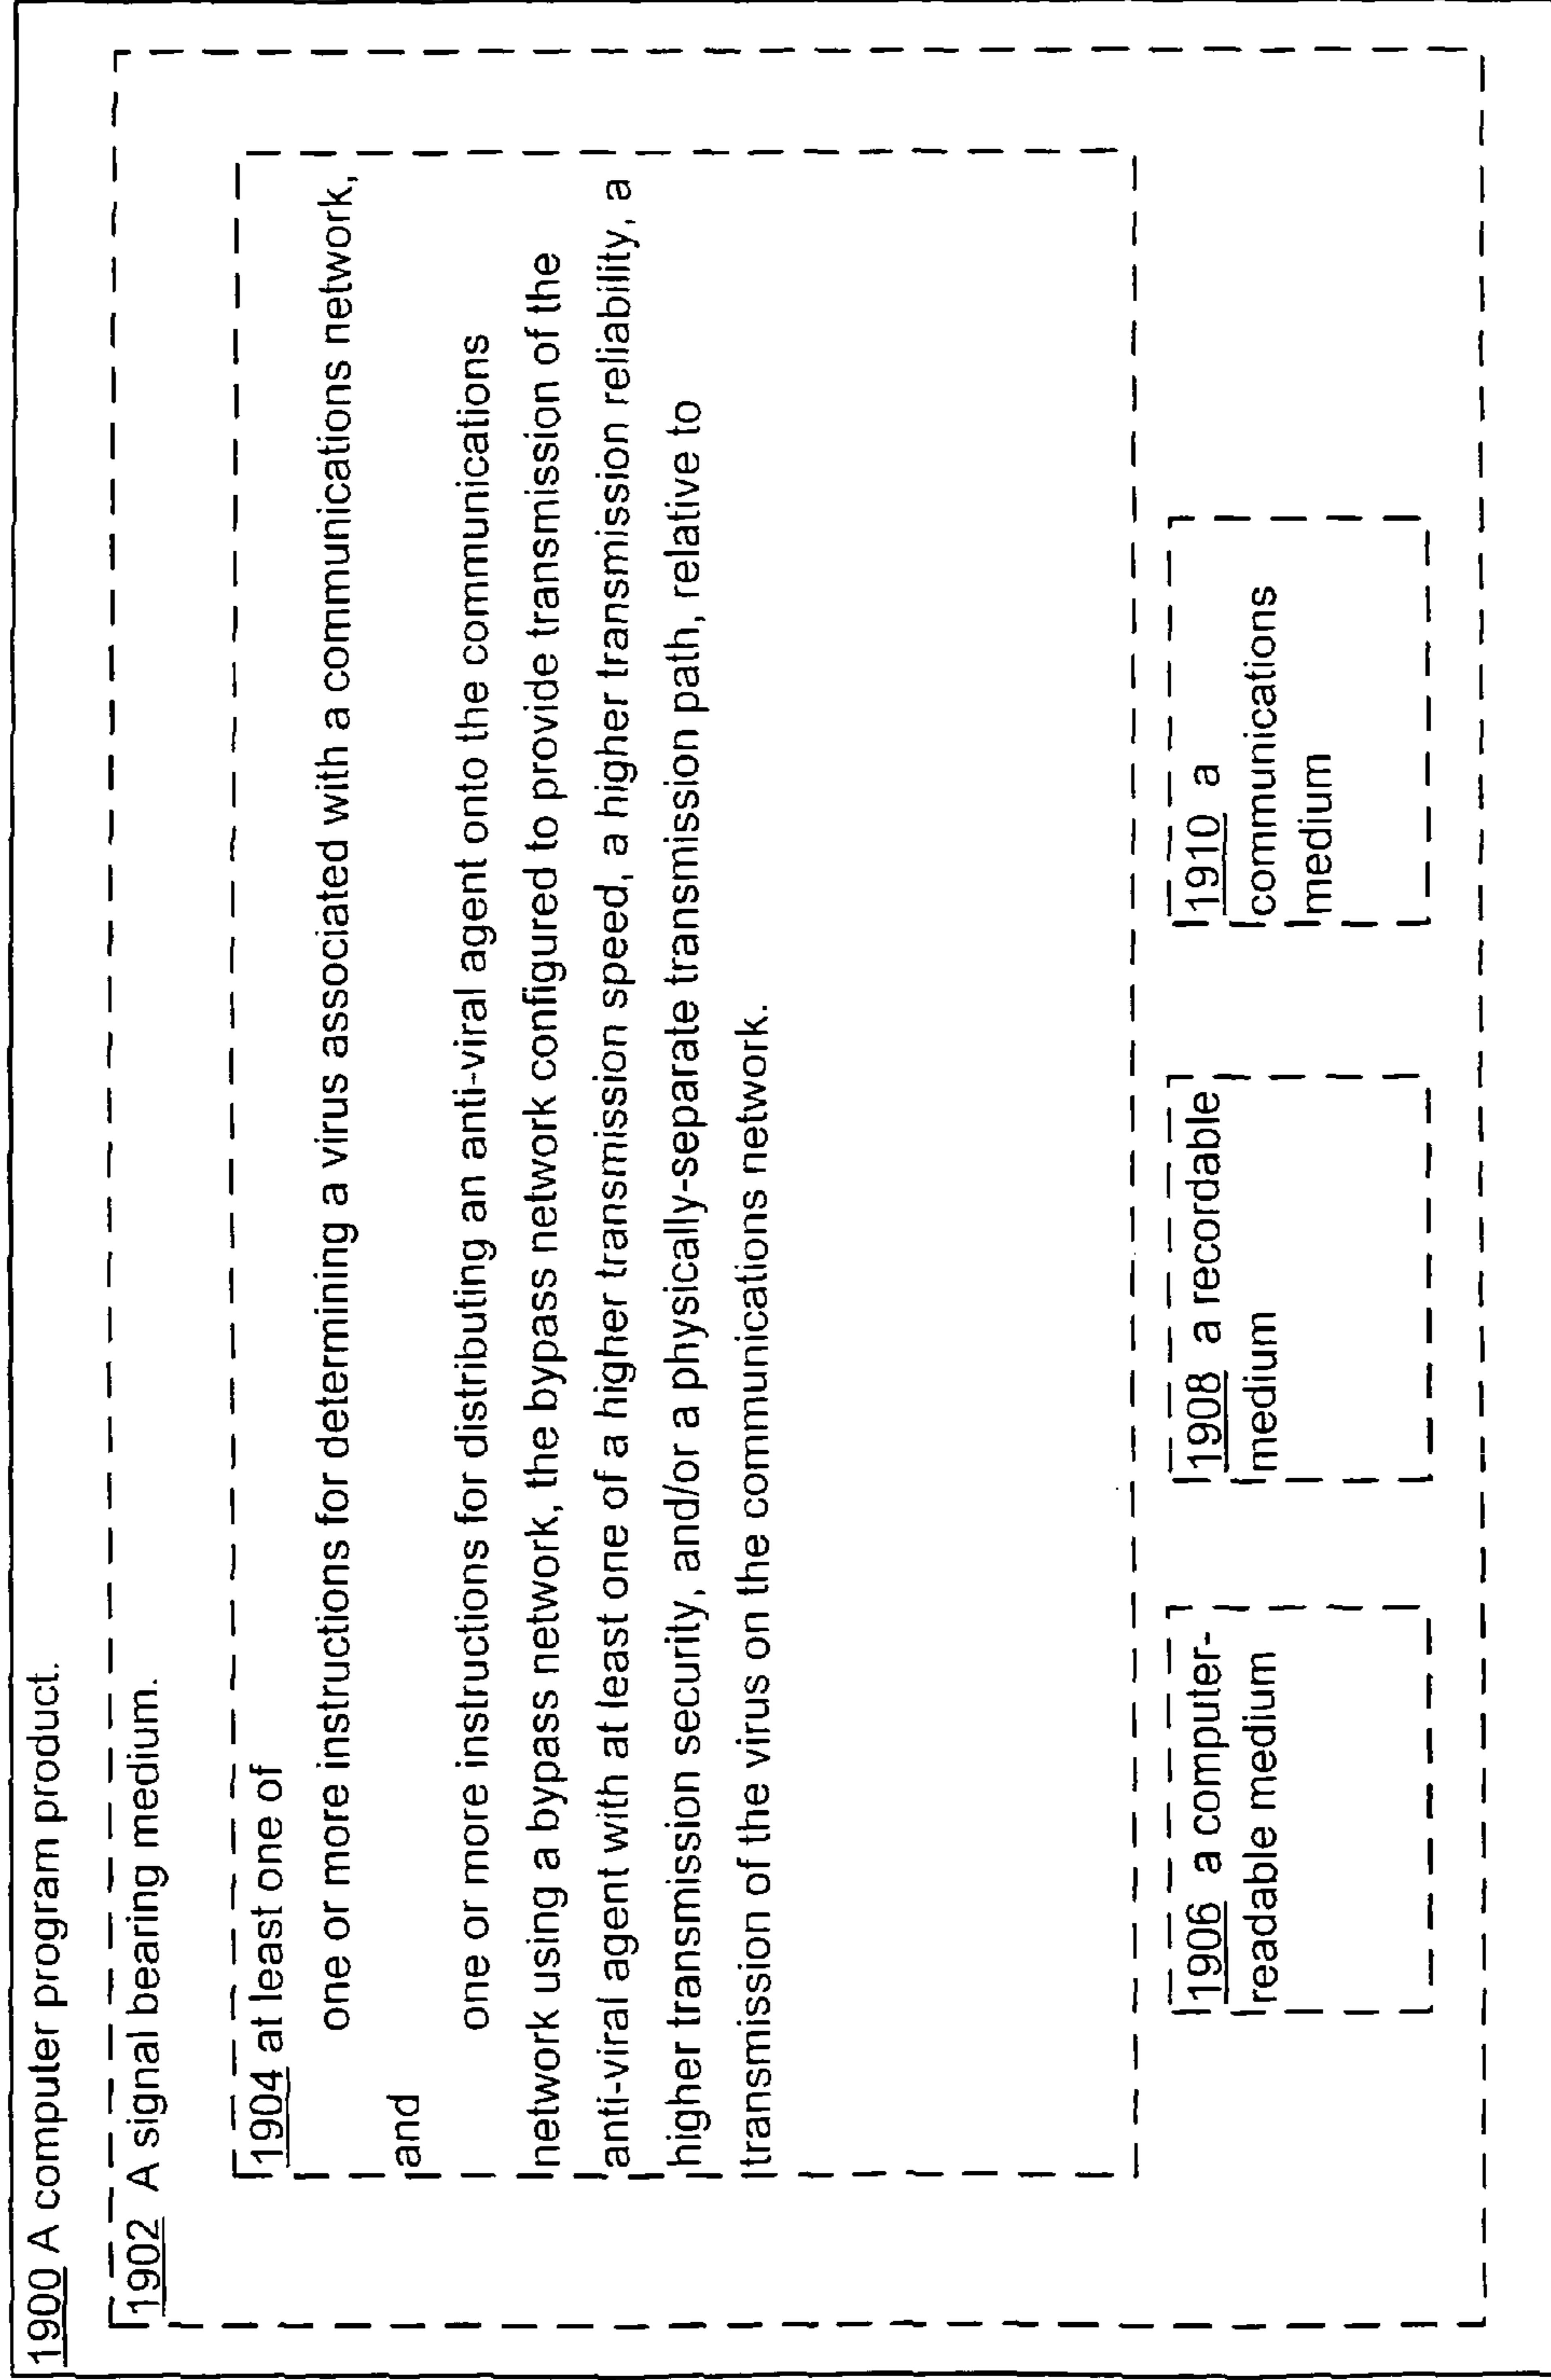 1900 A computer program product.
1902 A signal bearing medium.
1904 at least one of
one or more instructions for determining a virus associated with a communications network,
and
one or more instructions for distributing an anti-viral agent onto the communications
network using a bypass network, the bypass network configured to provide transmission of the
anti-viral agent with at least one of a higher transmission speed, a higher transmission reliability, a
higher transmission security, and/or a physically-separate transmission path, relative to
transmission of the virus on the communications network.
1906 a computer-
readable medium
1908 a recordable
medium
1910 a
communications
medium